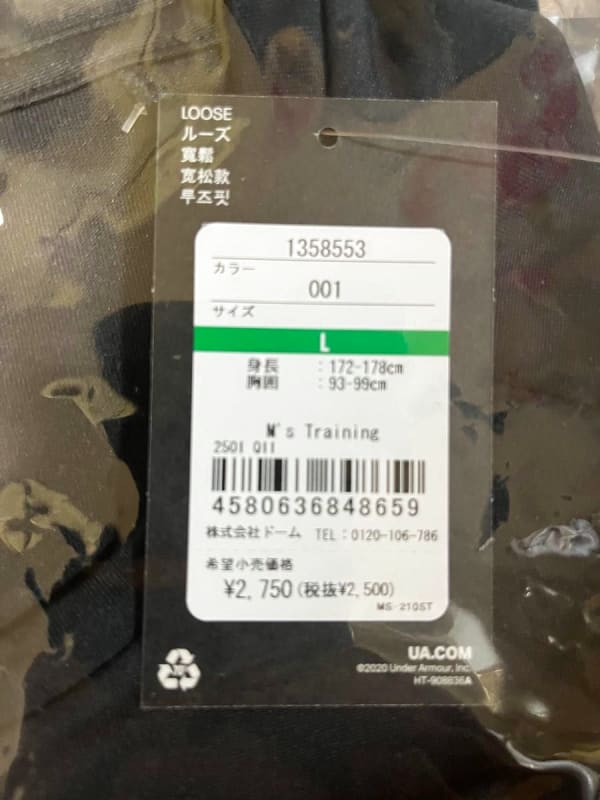 LOOSE
ルーズ
寬鬆
宽松款
루즈핏
1358553
カラー
001
サイズ
L
身長 :172-178cm
胸囲 :93-99cm
M's Training
2501 Q11
4580636848659
株式会社ドーム TEL:0120-106-786
希望小売価格
¥2,750(税抜¥2,500)
MS-21QST
UA.COM
©2020 Under Armour, Inc.
HT-908836A